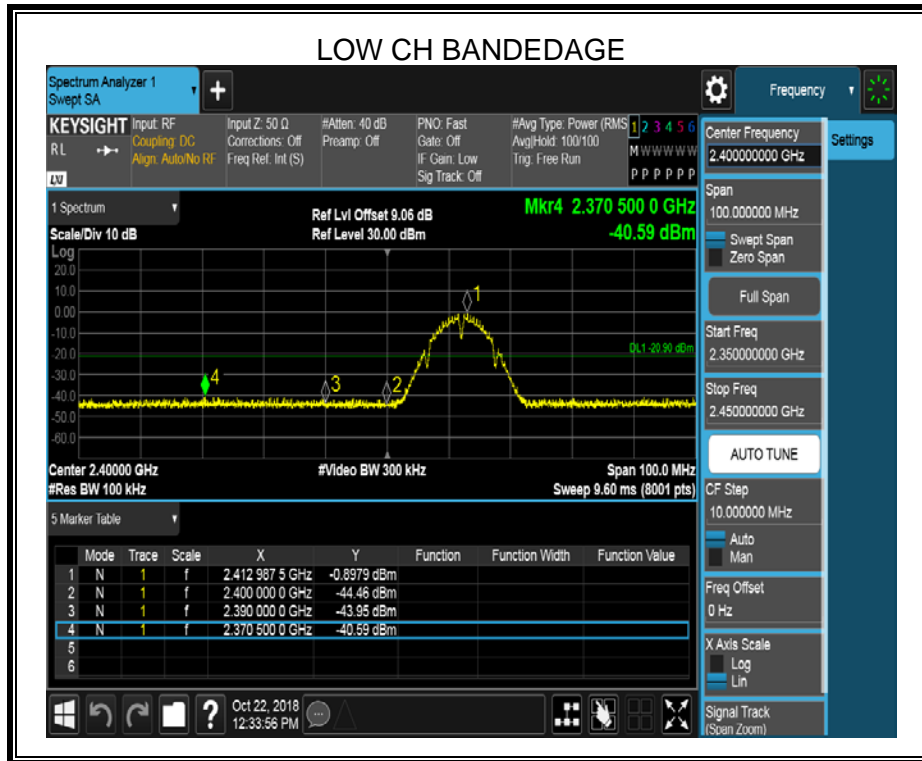 LOW CH BANDEDAGE
Spectrum Analyzer 1
Swept SA
Frequency
KEYSIGHT
RL
LXI
Input: RF
Coupling: DC
Align: Auto/No RF
Input Z: 50 Ω
Corrections: Off
Freq Ref: Int (S)
#Atten: 40 dB
Preamp: Off
PNO: Fast
Gate: Off
IF Gain: Low
Sig Track: Off
#Avg Type: Power (RMS
Avg|Hold: 100/100
Trig: Free Run
1 2 3 4 5 6
M W W W W W
P P P P P P
1 Spectrum
Scale/Div 10 dB
Ref Lvl Offset 9.06 dB
Ref Level 30.00 dBm
Mkr4 2.370 500 0 GHz
-40.59 dBm
Log
20.0
10.0
0.00
-10.0
-20.0
-30.0
-40.0
-50.0
-60.0
1
DL1 -20.90 dBm
4
3
2
Center 2.40000 GHz
#Res BW 100 kHz
#Video BW 300 kHz
Span 100.0 MHz
Sweep 9.60 ms (8001 pts)
5 Marker Table
Mode Trace Scale X Y Function Function Width Function Value
1 N 1 f 2.412 987 5 GHz -0.8979 dBm
2 N 1 f 2.400 000 0 GHz -44.46 dBm
3 N 1 f 2.390 000 0 GHz -43.95 dBm
4 N 1 f 2.370 500 0 GHz -40.59 dBm
5
6
Oct 22, 2018
12:33:56 PM
Settings
Center Frequency
2.400000000 GHz
Span
100.000000 MHz
Swept Span
Zero Span
Full Span
Start Freq
2.350000000 GHz
Stop Freq
2.450000000 GHz
AUTO TUNE
CF Step
10.000000 MHz
Auto
Man
Freq Offset
0 Hz
X Axis Scale
Log
Lin
Signal Track
(Span Zoom)